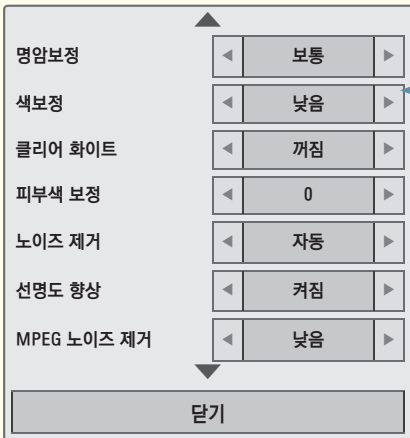 명암보정 보통
색보정 낮음
클리어 화이트 꺼짐
피부색 보정 0
노이즈 제거 자동
선명도 향상 켜짐
MPEG 노이즈 제거 낮음
닫기